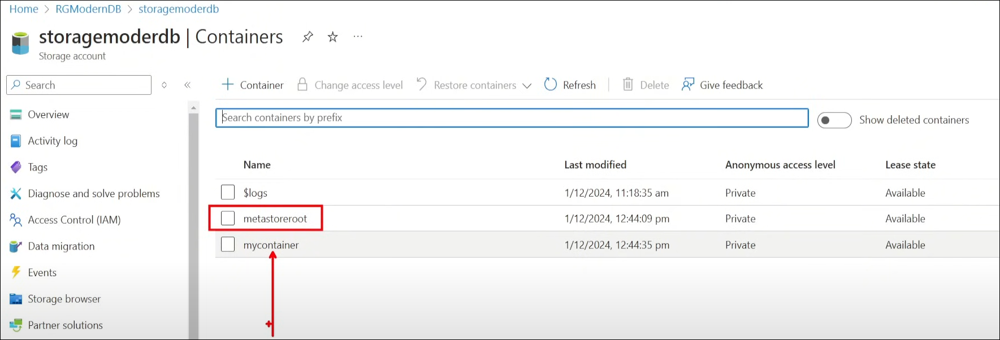 Home > RGModernDB > storagemoderdb
storagemoderdb | Containers
Storage account
Search
Container Change access level Restore containers Refresh Delete Give feedback
Search containers by prefix
Show deleted containers
Overview
Activity log
Tags
Diagnose and solve problems
Access Control (IAM)
Data migration
Events
Storage browser
Partner solutions
Name Last modified Anonymous access level Lease state
$logs 1/12/2024, 11:18:35 am Private Available
metastoreroot 1/12/2024, 12:44:09 pm Private Available
mycontainer 1/12/2024, 12:44:35 pm Private Available